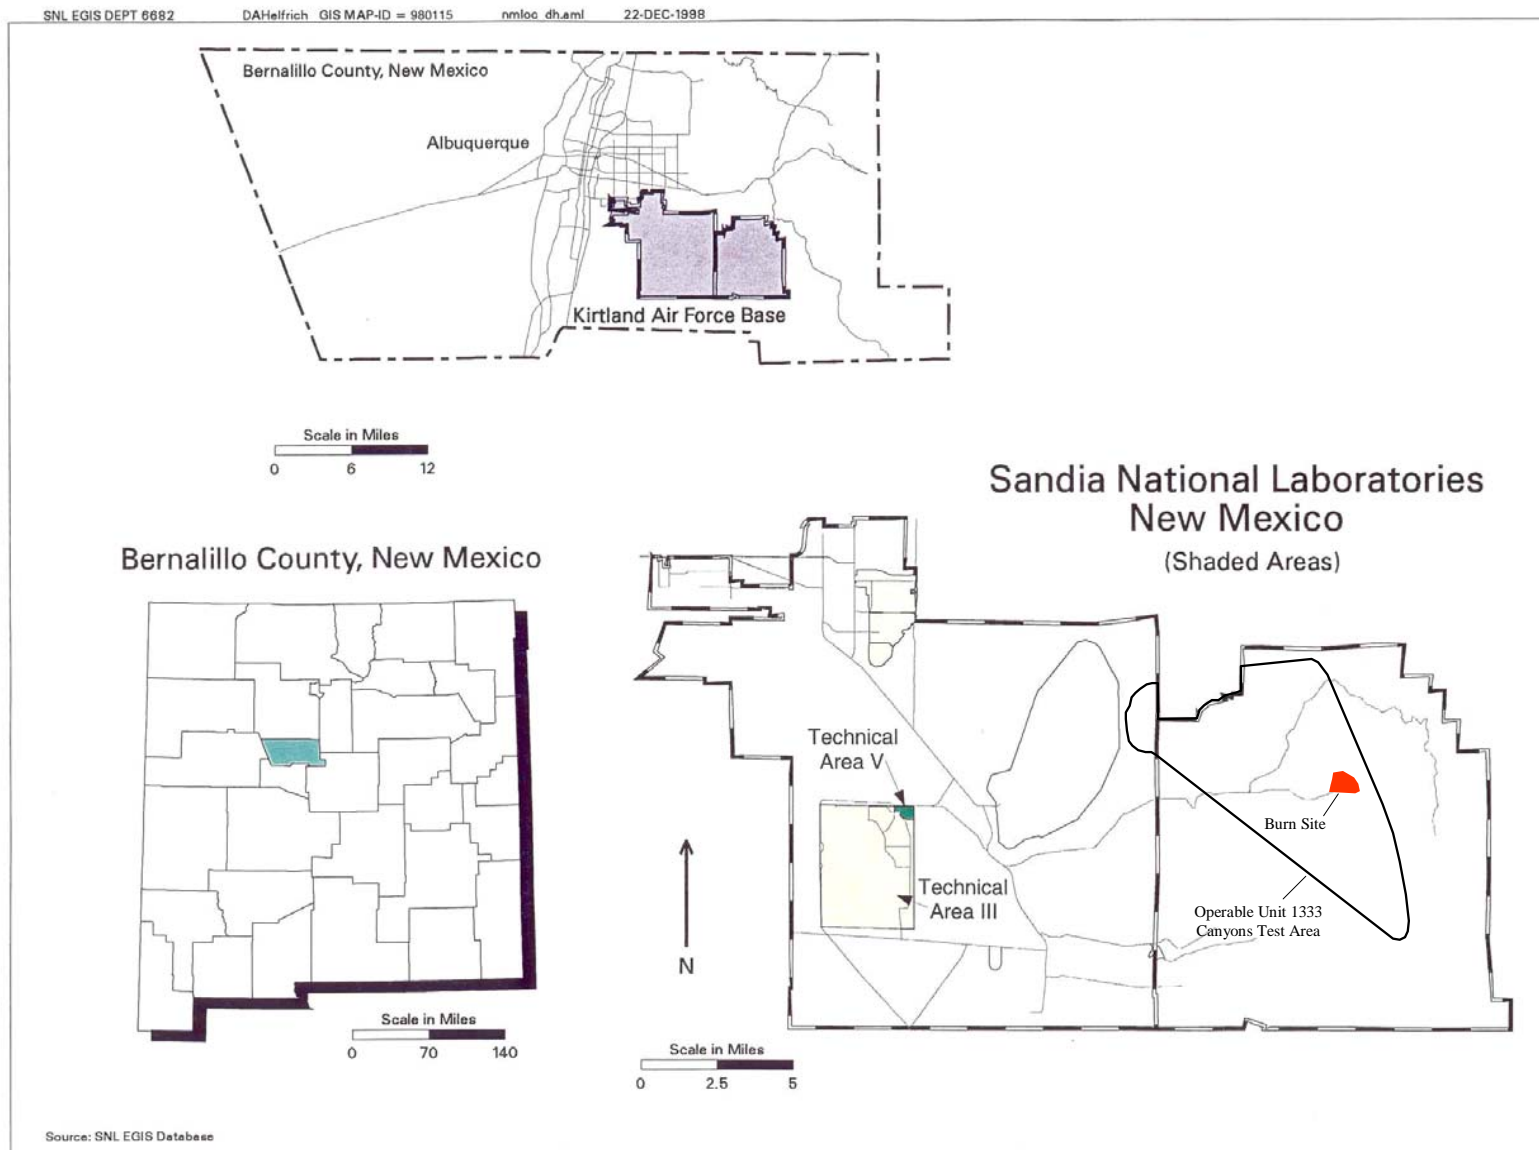 SNL EGIS DEPT 6682 DAHelfrich GIS MAP-ID = 980115 nmloc_dh.aml 22-DEC-1998
Bernalillo County, New Mexico
Albuquerque
Kirtland Air Force Base
Scale in Miles
0 6 12
Sandia National Laboratories
New Mexico
(Shaded Areas)
Bernalillo County, New Mexico
Scale in Miles
0 70 140
Technical
Area V
Burn Site
Technical
Area III
Operable Unit 1333
Canyons Test Area
N
Scale in Miles
0 2.5 5
Source: SNL EGIS Database